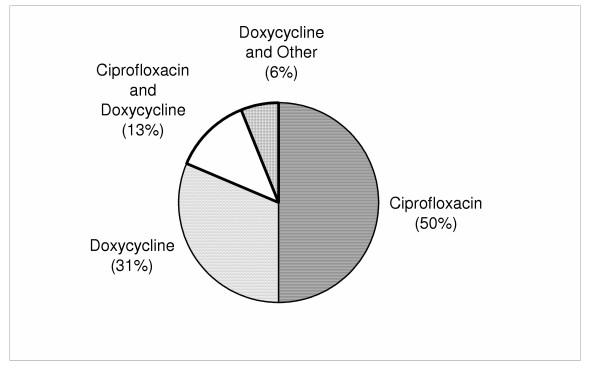 Doxycycline
and Other
(6%)
Ciprofloxacin
and
Doxycycline
(13%)
Ciprofloxacin
(50%)
Doxycycline
(31%)